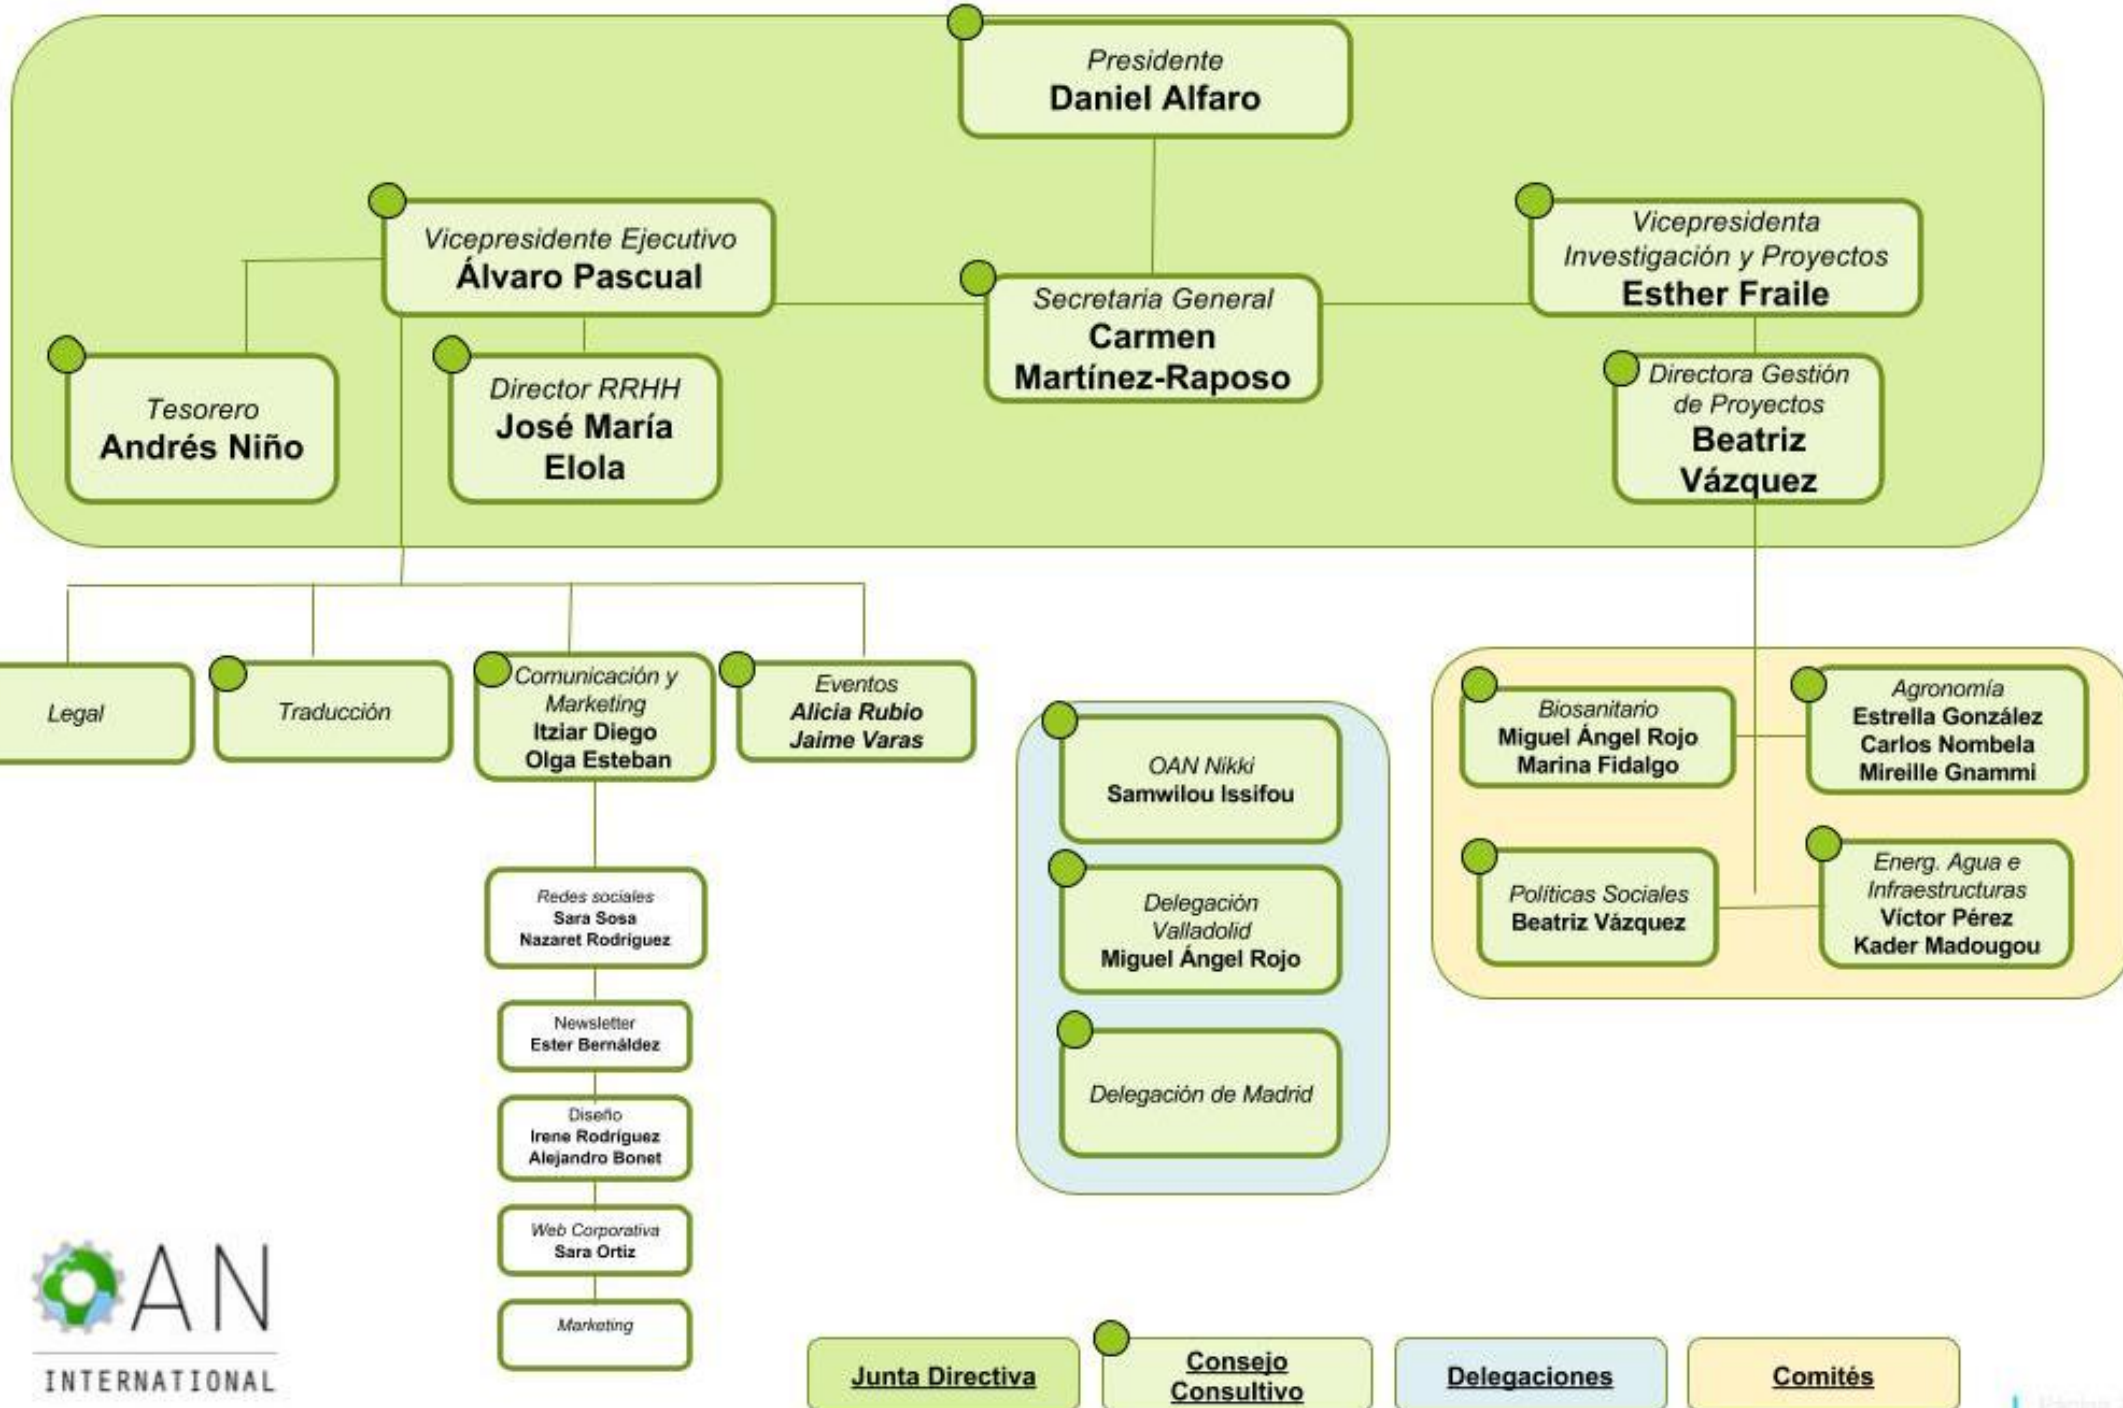 Presidente
Daniel Alfaro
Vicepresidente Ejecutivo
Álvaro Pascual
Vicepresidenta
Investigación y Proyectos
Esther Fraile
Secretaria General
Carmen
Martínez-Raposo
Tesorero
Andrés Niño
Director RRHH
José María
Elola
Directora Gestión
de Proyectos
Beatriz
Vázquez
Legal
Traducción
Comunicación y
Marketing
Itziar Diego
Olga Esteban
Eventos
Alicia Rubio
Jaime Varas
Redes sociales
Sara Sosa
Nazaret Rodríguez
Newsletter
Ester Bernáldez
Diseño
Irene Rodríguez
Alejandro Bonet
Web Corporativa
Sara Ortiz
Marketing
OAN Nikki
Samwilou Issifou
Delegación
Valladolid
Miguel Ángel Rojo
Delegación de Madrid
Biosanitario
Miguel Ángel Rojo
Marina Fidalgo
Agronomía
Estrella González
Carlos Nombela
Mireille Gnammi
Políticas Sociales
Beatriz Vázquez
Energ. Agua e
Infraestructuras
Víctor Pérez
Kader Madougou
OAN
INTERNATIONAL
Junta Directiva
Consejo
Consultivo
Delegaciones
Comités